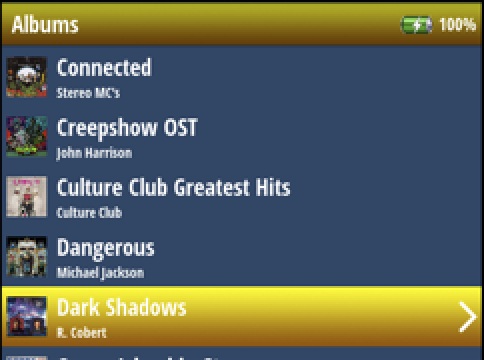 Albums
100%
Connected
Stereo MC's
Creepshow OST
John Harrison
Culture Club Greatest Hits
Culture Club
Dangerous
Michael Jackson
Dark Shadows
R. Cobert